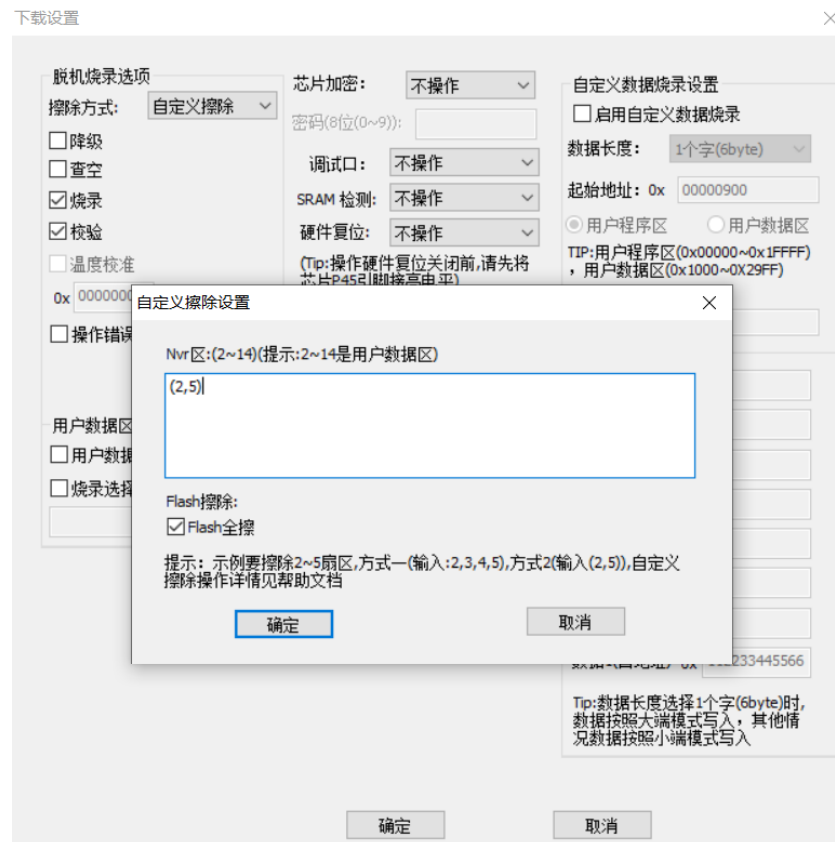 下载设置
脱机烧录选项
擦除方式:
自定义擦除
降级
查空
烧录
校验
温度校准
0x
操作错误
用户数据区
用户数据
烧录选择
芯片加密:
不操作
密码(8位(0~9)):
调试口:
不操作
SRAM 检测:
不操作
硬件复位:
不操作
(Tip:操作硬件复位关闭前,请先将
芯片P45引脚接高电平)
自定义数据烧录设置
启用自定义数据烧录
数据长度:
1个字(6byte)
起始地址: 0x
00000900
用户程序区
用户数据区
TIP:用户程序区(0x00000~0x1FFFF)
,用户数据区(0x1000~0X29FF)
自定义擦除设置
Nvr区:(2~14)(提示:2~14是用户数据区)
(2,5)
Flash擦除:
Flash全擦
提示：示例要擦除2~5扇区,方式一(输入:2,3,4,5),方式2(输入(2,5)),自定义
擦除操作详情见帮助文档
确定
取消
233445566
Tip:数据长度选择1个字(6byte)时,
数据按照大端模式写入，其他情
况数据按照小端模式写入
确定
取消